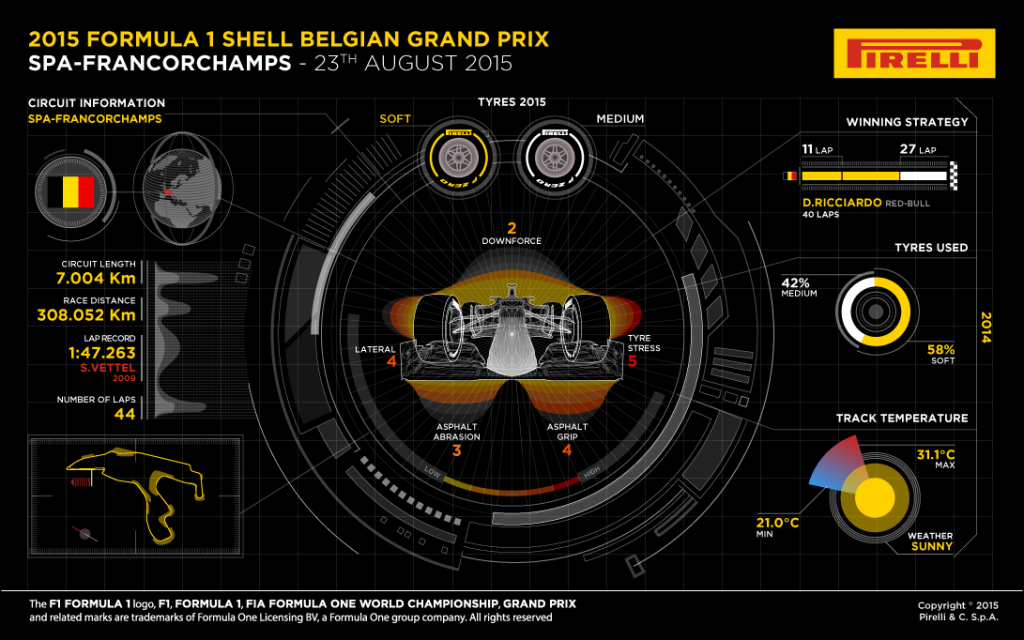 2015 FORMULA 1 SHELL BELGIAN GRAND PRIX
SPA-FRANCORCHAMPS - 23TH AUGUST 2015
PIRELLI
CIRCUIT INFORMATION
SPA-FRANCORCHAMPS
TYRES 2015
SOFT
MEDIUM
PIRELLI
P ZERO
PIRELLI
P ZERO
WINNING STRATEGY
11 LAP
27 LAP
D.RICCIARDO RED-BULL
40 LAPS
CIRCUIT LENGTH
7.004 Km
RACE DISTANCE
308.052 Km
LAP RECORD
1:47.263
S.VETTEL
2009
NUMBER OF LAPS
44
2
DOWNFORCE
LATERAL
4
TYRE
STRESS
5
ASPHALT
ABRASION
3
ASPHALT
GRIP
4
LOW
HIGH
TYRES USED
42%
MEDIUM
58%
SOFT
2014
TRACK TEMPERATURE
31.1°C
MAX
21.0°C
MIN
WEATHER
SUNNY
The F1 FORMULA 1 logo, F1, FORMULA 1, FIA FORMULA ONE WORLD CHAMPIONSHIP, GRAND PRIX
and related marks are trademarks of Formula One Licensing BV, a Formula One group company. All rights reserved
Copyright © 2015
Pirelli & C. S.p.A.